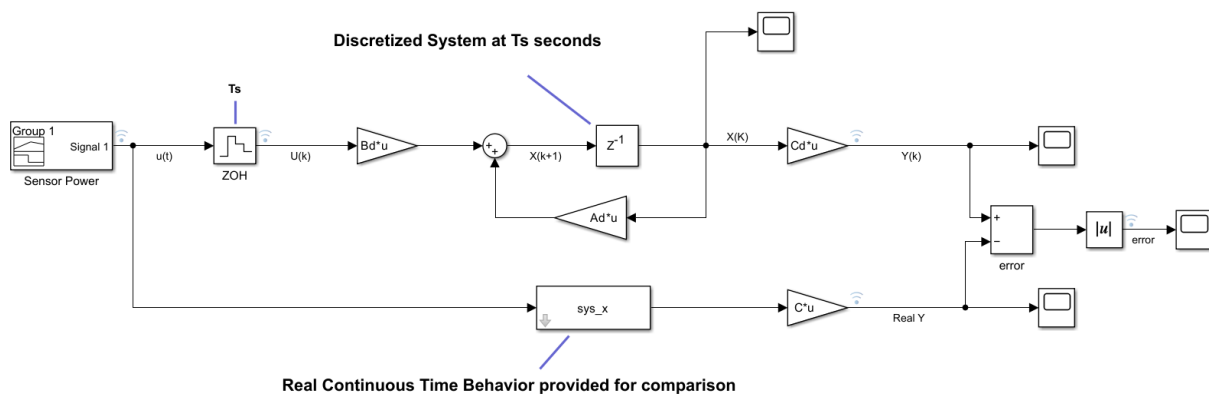 Discretized System at Ts seconds
Ts
Group 1
Signal 1
Sensor Power
u(t)
ZOH
U(k)
Bd*u
+
+
X(k+1)
Z-1
X(K)
Cd*u
Y(k)
Ad*u
+
−
error
|u|
error
sys_x
C*u
Real Y
Real Continuous Time Behavior provided for comparison